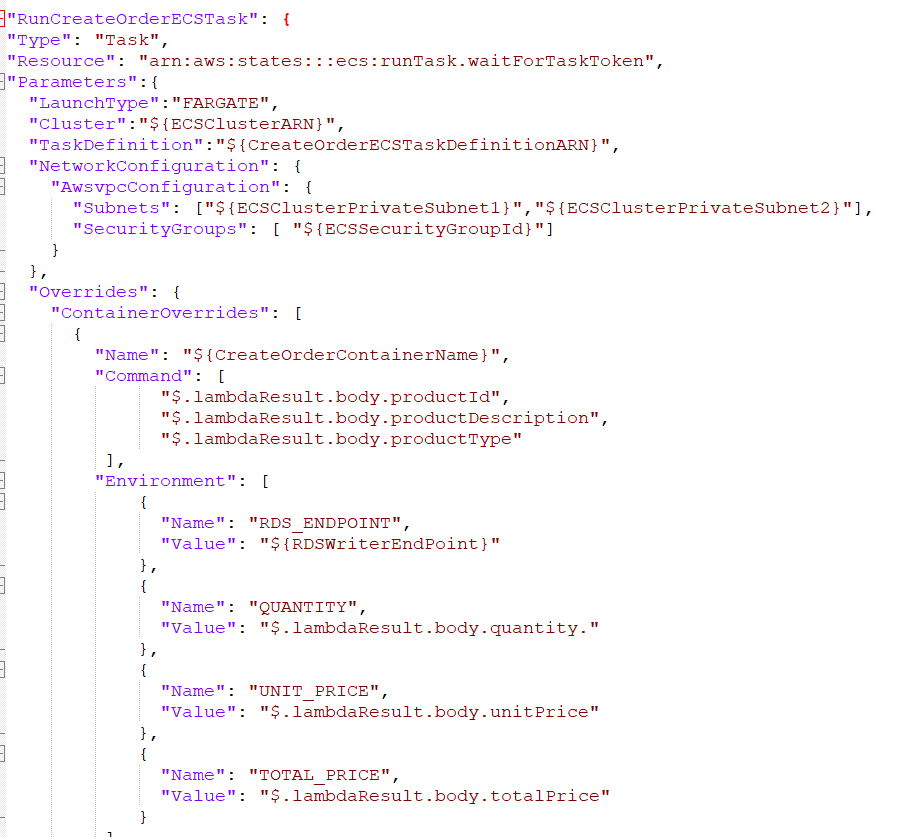 "RunCreateOrderECSTask": {
"Type": "Task",
"Resource": "arn:aws:states:::ecs:runTask.waitForTaskToken",
"Parameters":{
"LaunchType":"FARGATE",
"Cluster":"${ECSClusterARN}",
"TaskDefinition":"${CreateOrderECSTaskDefinitionARN}",
"NetworkConfiguration": {
"AwsvpcConfiguration": {
"Subnets": ["${ECSClusterPrivateSubnet1}","${ECSClusterPrivateSubnet2}"],
"SecurityGroups": [ "${ECSSecurityGroupId}"]
}
},
"Overrides": {
"ContainerOverrides": [
{
"Name": "${CreateOrderContainerName}",
"Command": [
"$.lambdaResult.body.productId",
"$.lambdaResult.body.productDescription",
"$.lambdaResult.body.productType"
],
"Environment": [
{
"Name": "RDS_ENDPOINT",
"Value": "${RDSWriterEndPoint}"
},
{
"Name": "QUANTITY",
"Value": "$.lambdaResult.body.quantity."
},
{
"Name": "UNIT_PRICE",
"Value": "$.lambdaResult.body.unitPrice"
},
{
"Name": "TOTAL_PRICE",
"Value": "$.lambdaResult.body.totalPrice"
}
]